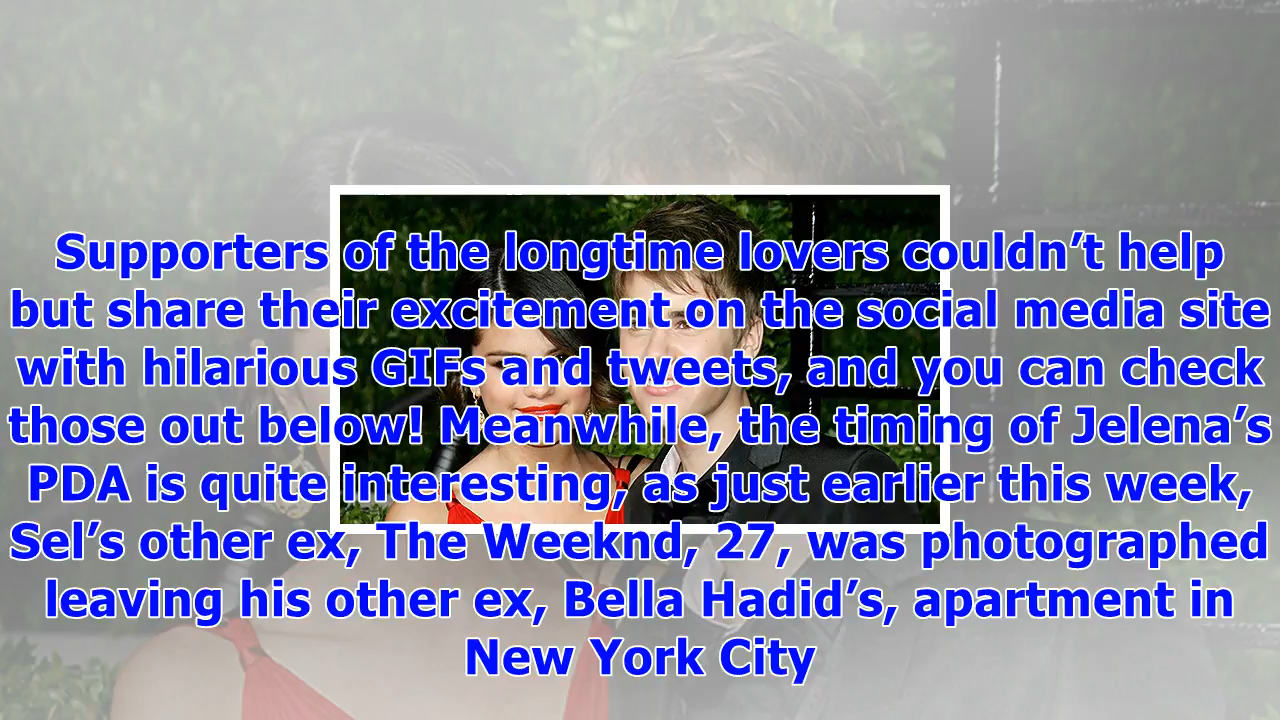 Supporters of the longtime lovers couldn’t help
but share their excitement on the social media site
with hilarious GIFs and tweets, and you can check
those out below! Meanwhile, the timing of Jelena’s
PDA is quite interesting, as just earlier this week,
Sel’s other ex, The Weeknd, 27, was photographed
leaving his other ex, Bella Hadid’s, apartment in
New York City